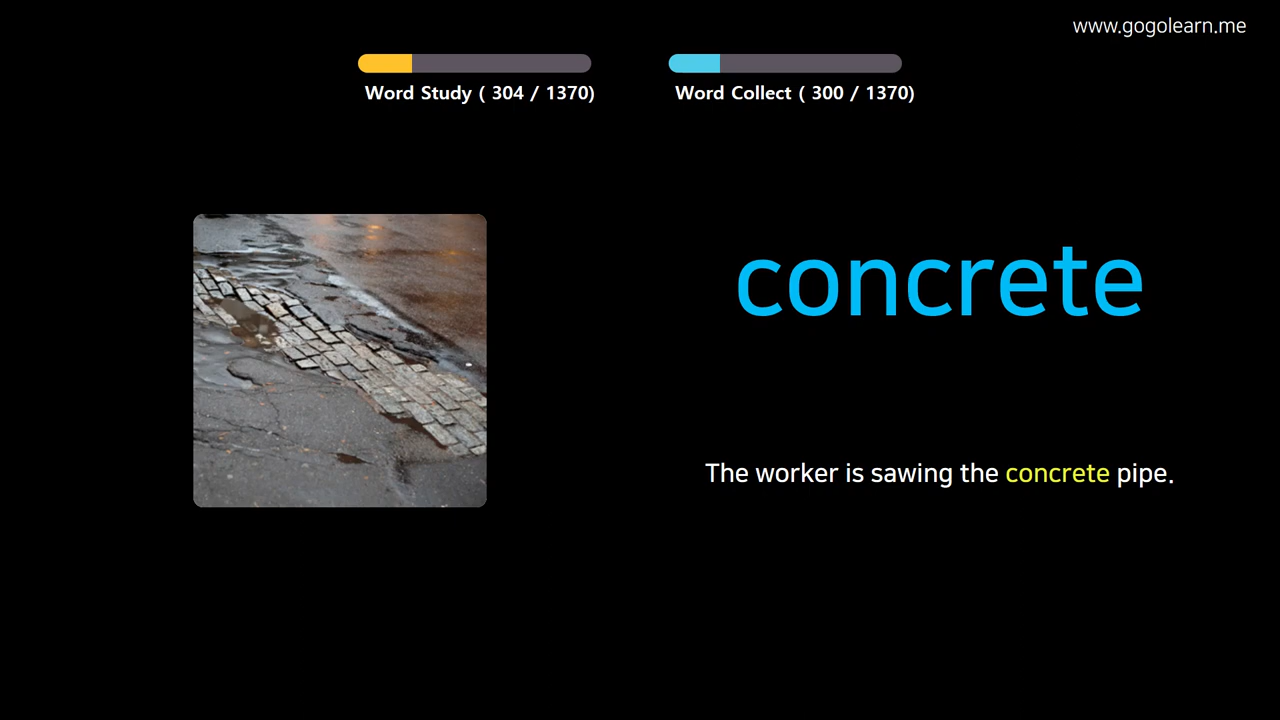 www.gogolearn.me
Word Study ( 304 / 1370)
Word Collect ( 300 / 1370)
concrete
The worker is sawing the concrete pipe.